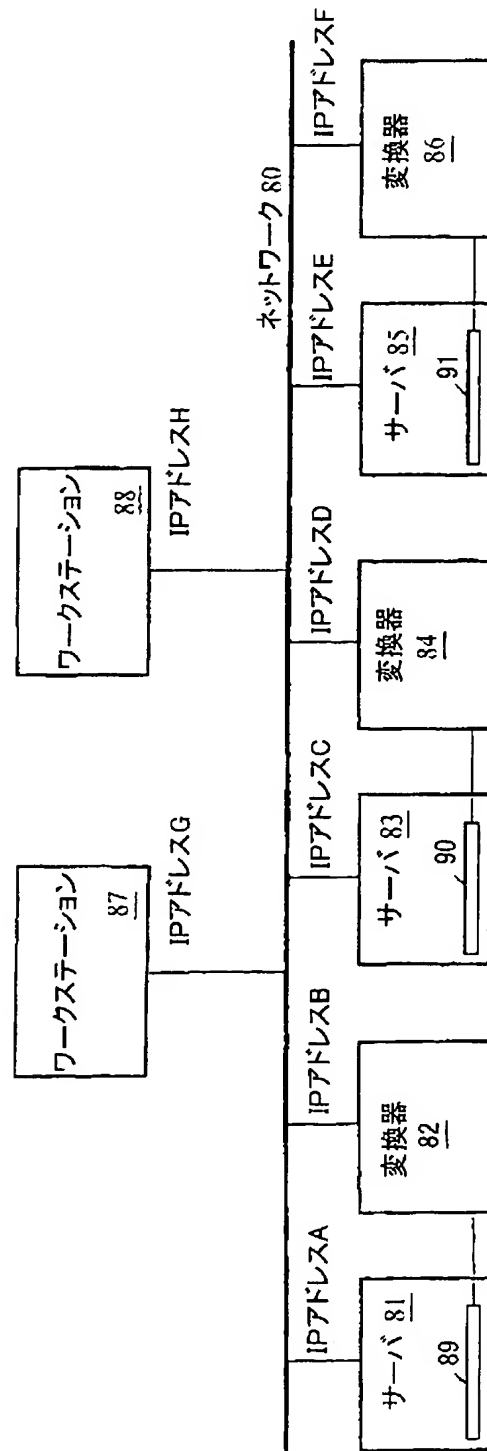 ワークステーション
87
IPアドレスG
ワークステーション
88
IPアドレスH
ネットワーク 80
IPアドレスA
IPアドレスB
IPアドレスC
IPアドレスD
IPアドレスE
IPアドレスF
サーバ 81
89
変換器
82
サーバ 83
90
変換器
84
サーバ 85
91
変換器
86